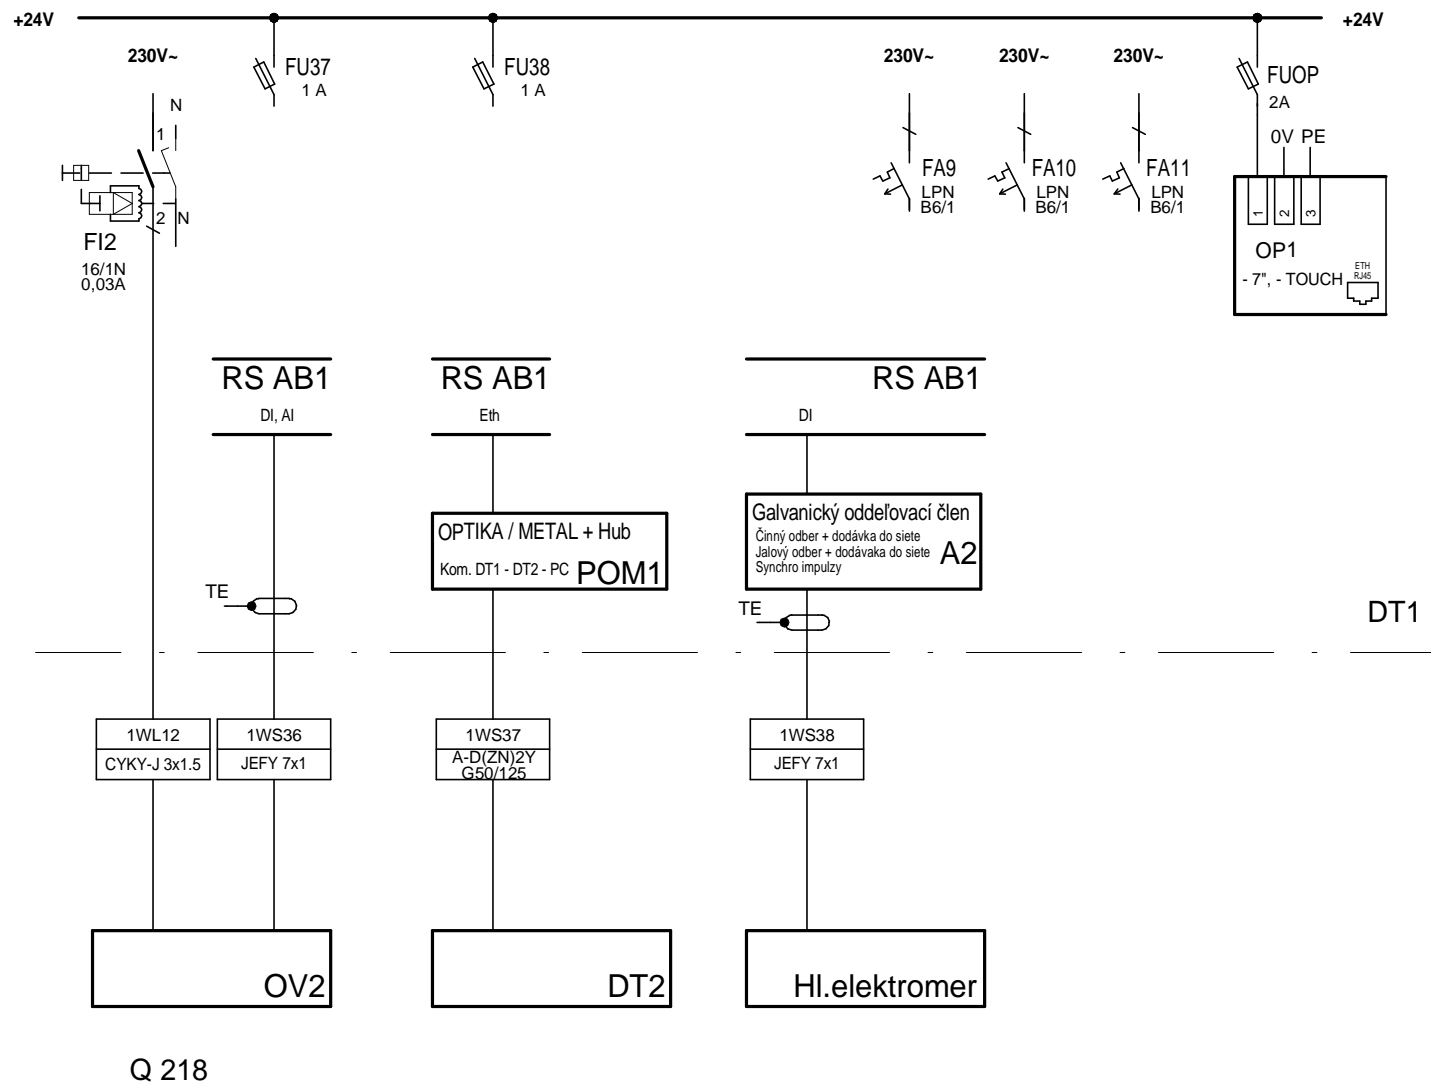 +24V
+24V
230V~
FU37
1 A
FU38
1 A
230V~
230V~
230V~
FUOP
2A
N
1
2
N
FI2
16/1N
0,03A
FA9
LPN
B6/1
FA10
LPN
B6/1
FA11
LPN
B6/1
0V PE
1
2
3
OP1
- 7", - TOUCH
ETH
RJ45
RS AB1
DI, AI
RS AB1
Eth
RS AB1
DI
OPTIKA / METAL + Hub
Kom. DT1 - DT2 - PC
POM1
Galvanický oddeľovací člen
Činný odber + dodávka do siete
Jalový odber + dodávaka do siete
Synchro impulzy
A2
TE
TE
DT1
1WL12
CYKY-J 3x1.5
1WS36
JEFY 7x1
1WS37
A-D(ZN)2Y
G50/125
1WS38
JEFY 7x1
OV2
DT2
Hl.elektromer
Q 218